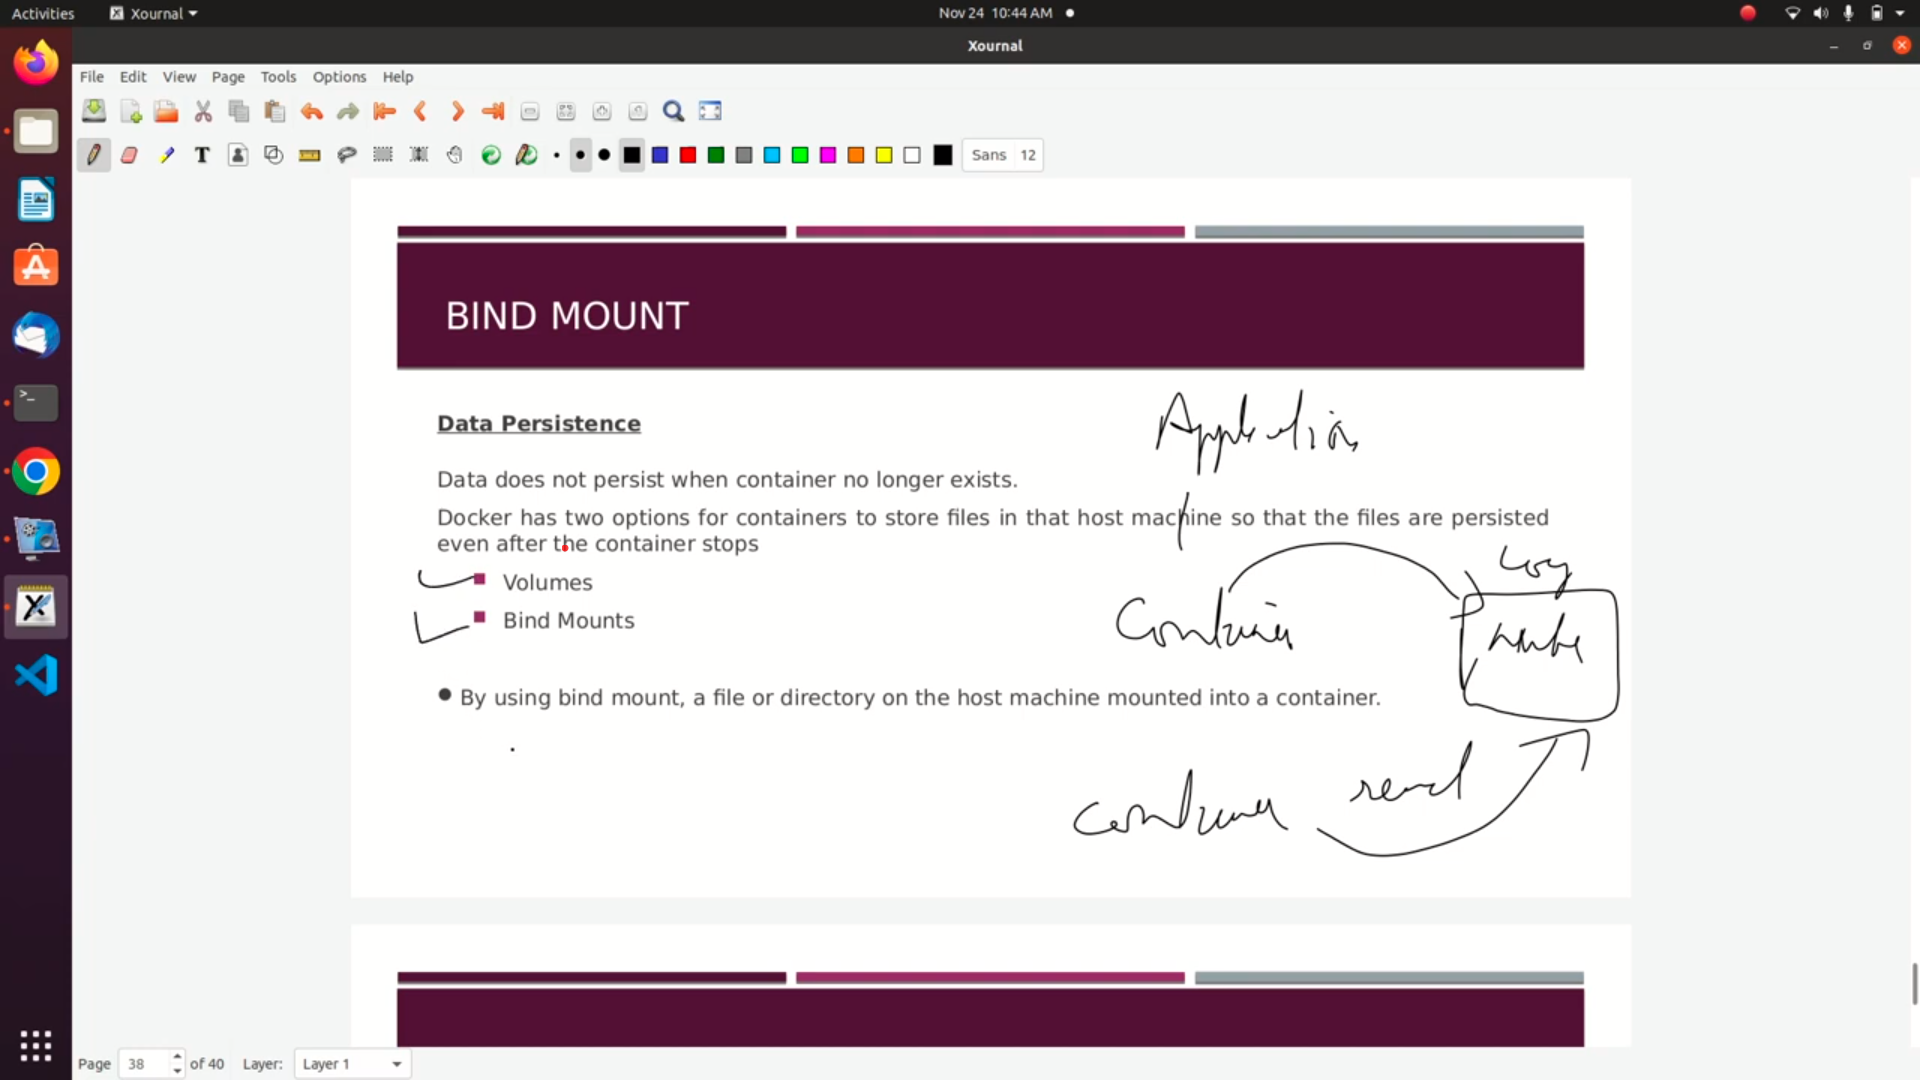 Activities
Xournal
Nov 24 10:44 AM
Xournal
File Edit View Page Tools Options Help
Sans 12
BIND MOUNT
Data Persistence
Application
Data does not persist when container no longer exists.
Docker has two options for containers to store files in that host machine so that the files are persisted
even after the container stops
Log
Volumes
Bind Mounts
Container
By using bind mount, a file or directory on the host machine mounted into a container.
container read
Page 38 of 40 Layer: Layer 1